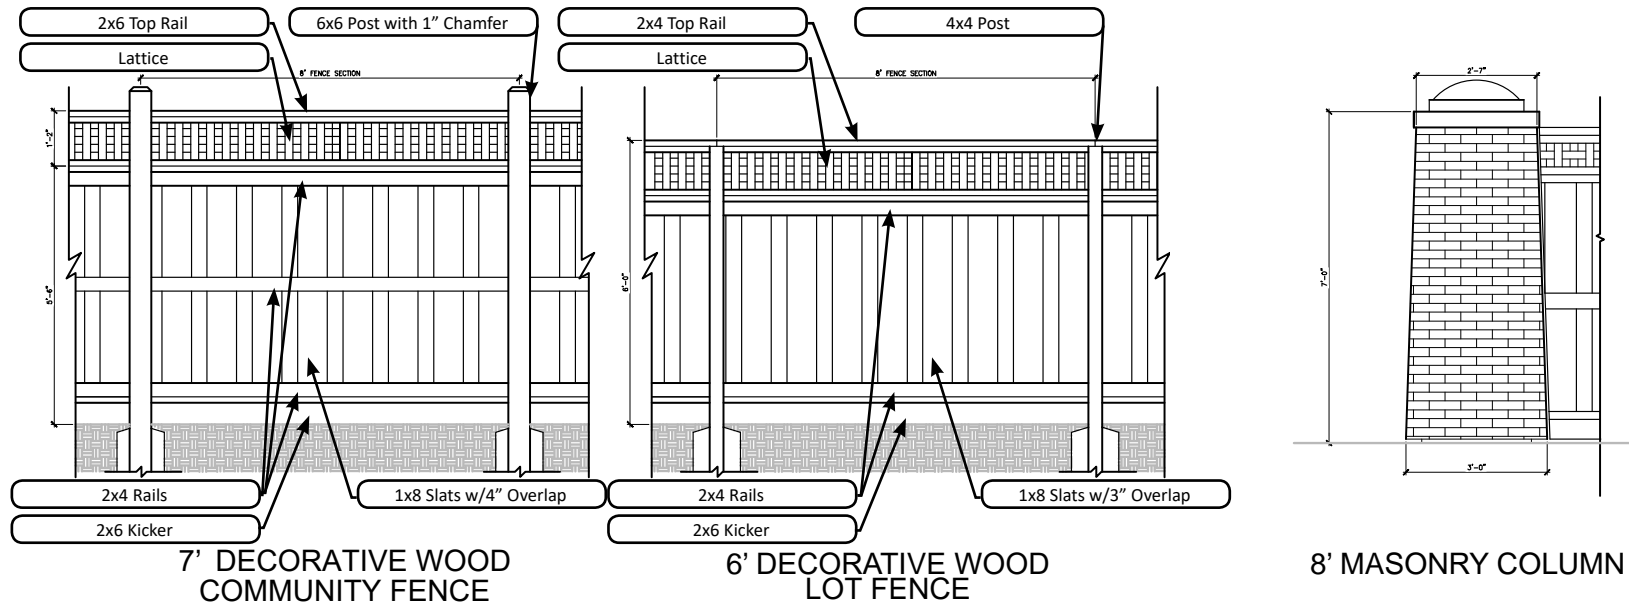 2x6 Top Rail
6x6 Post with 1” Chamfer
2x4 Top Rail
4x4 Post
Lattice
Lattice
8' FENCE SECTION
8' FENCE SECTION
2'-7"
1'-2"
5'-6"
6'-0"
7'-0"
3'-0"
2x4 Rails
1x8 Slats w/4” Overlap
2x4 Rails
1x8 Slats w/3” Overlap
2x6 Kicker
2x6 Kicker
7’ DECORATIVE WOOD
COMMUNITY FENCE
6’ DECORATIVE WOOD
LOT FENCE
8’ MASONRY COLUMN